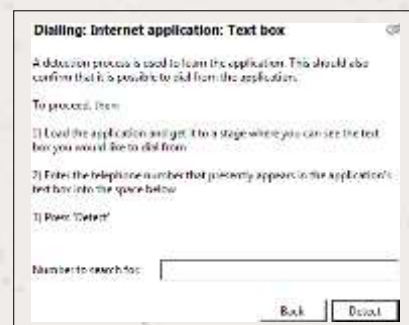 Dialling: Internet application: Text box
A detection process is used to learn the application. This should also
confirm that it is possible to dial from the application.
To proceed, then
1) Load the application and get it to a stage where you can see the text
box you would like to dial from
2) Enter the telephone number that presently appears in the application's
text box into the space below
3) Press 'Detect'
Number to search for:
Back
Detect